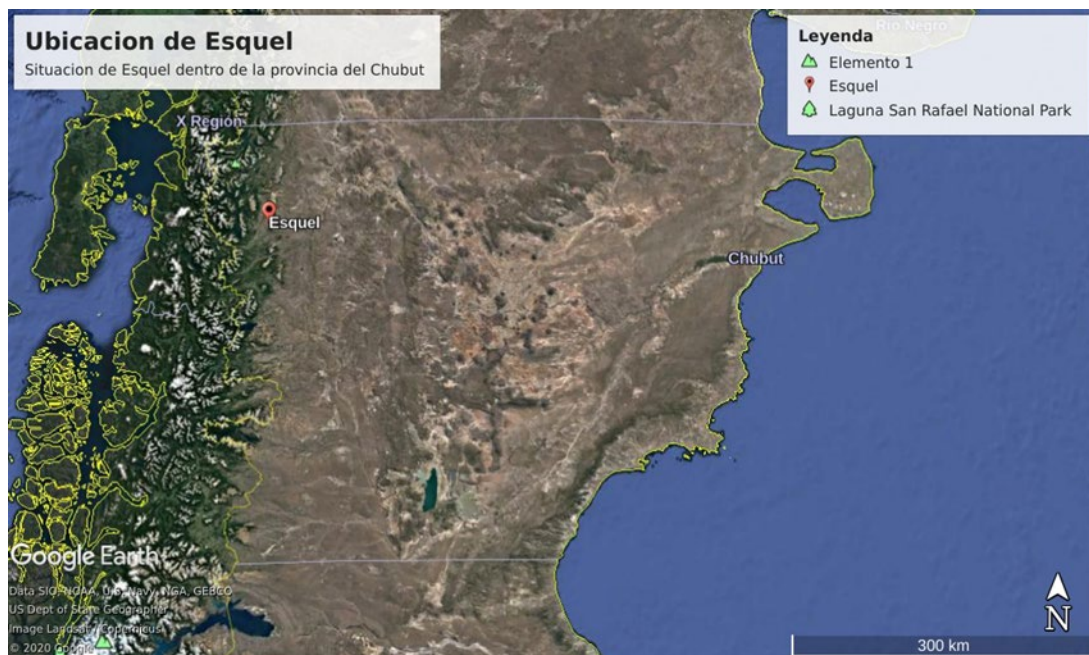 Ubicacion de Esquel
Situacion de Esquel dentro de la provincia del Chubut
Río Negro
Leyenda
Elemento 1
Esquel
Laguna San Rafael National Park
X Región
Esquel
Chubut
Google Earth
Data SIO, NOAA, U.S. Navy, NGA, GEBCO
US Dept of State Geographer
Image Landsat / Copernicus
© 2020 Google
N
300 km